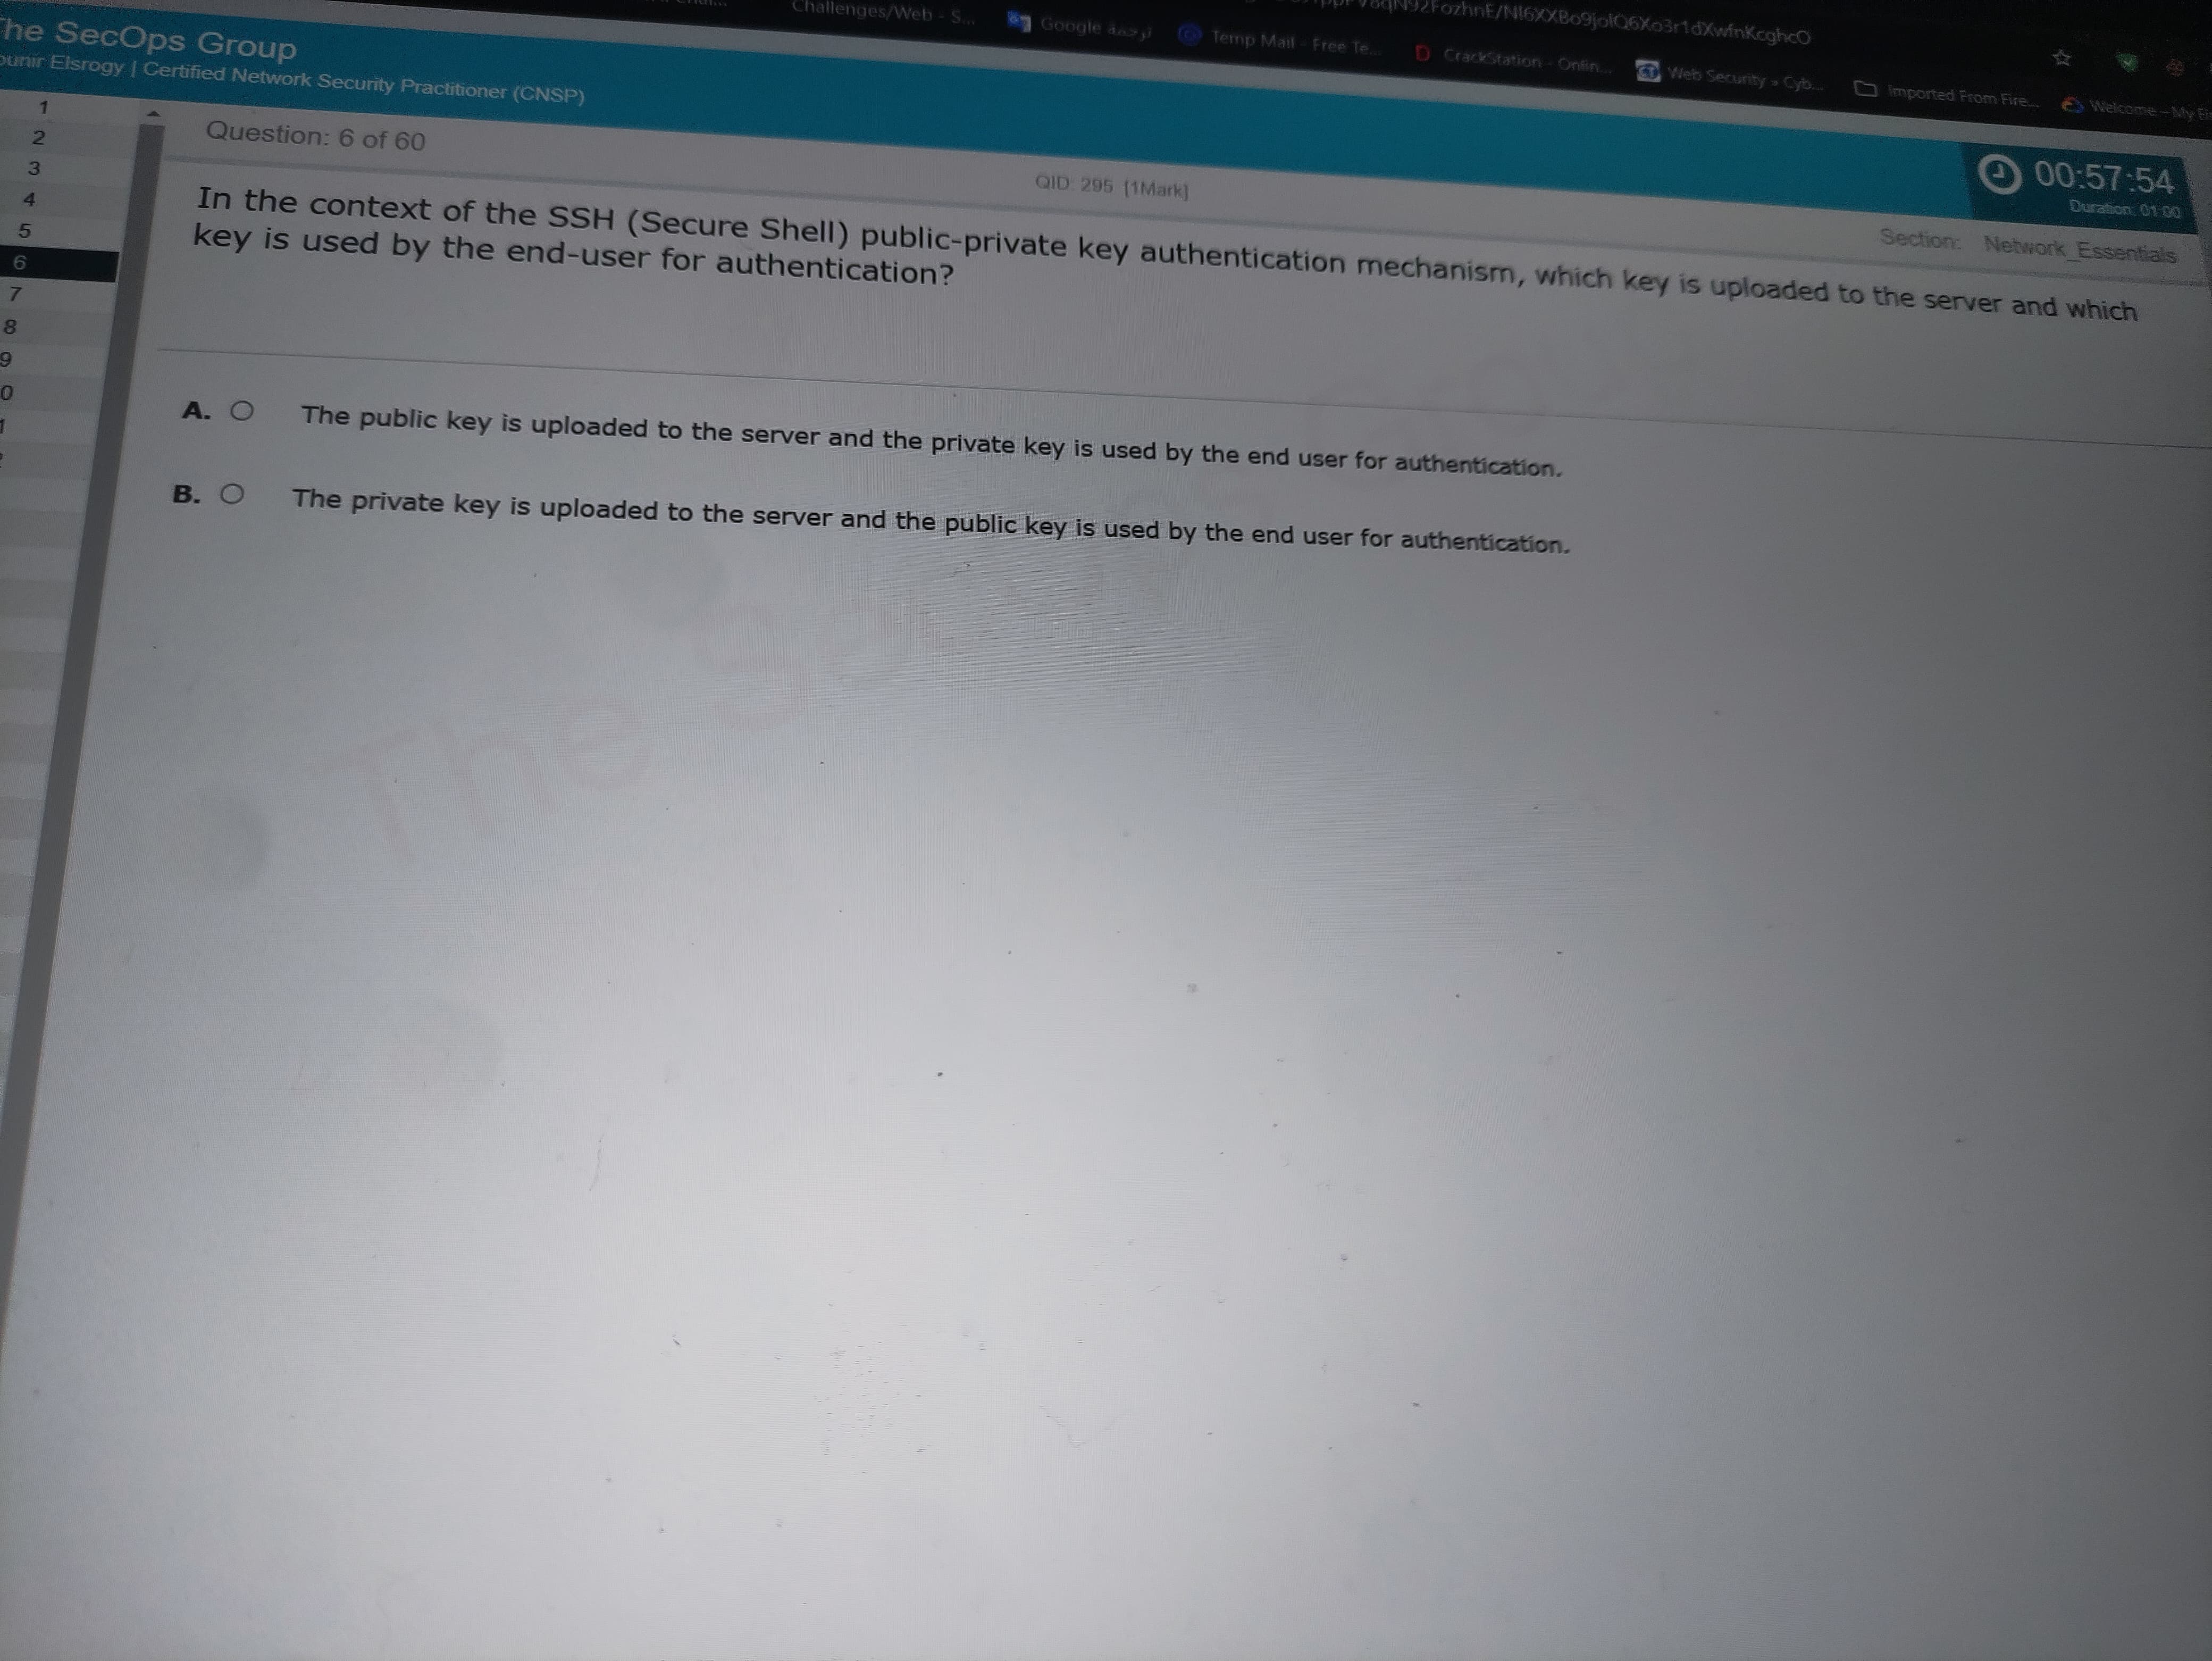 Challenges/Web - S...
Google ترجمة
Temp Mail - Free Te...
CrackStation - Onlin...
Web Security » Cyb...
Imported From Fire...
Welcome – My
The SecOps Group
Elsrogy | Certified Network Security Practitioner (CNSP)
00:57:54
Duration: 01:00
Question: 6 of 60
QID: 295 [1Mark]
Section: Network_Essentials
1
2
3
4
5
6
7
8
9
0
In the context of the SSH (Secure Shell) public-private key authentication mechanism, which key is uploaded to the server and which
key is used by the end-user for authentication?
A. The public key is uploaded to the server and the private key is used by the end user for authentication.
B. The private key is uploaded to the server and the public key is used by the end user for authentication.
The Sec